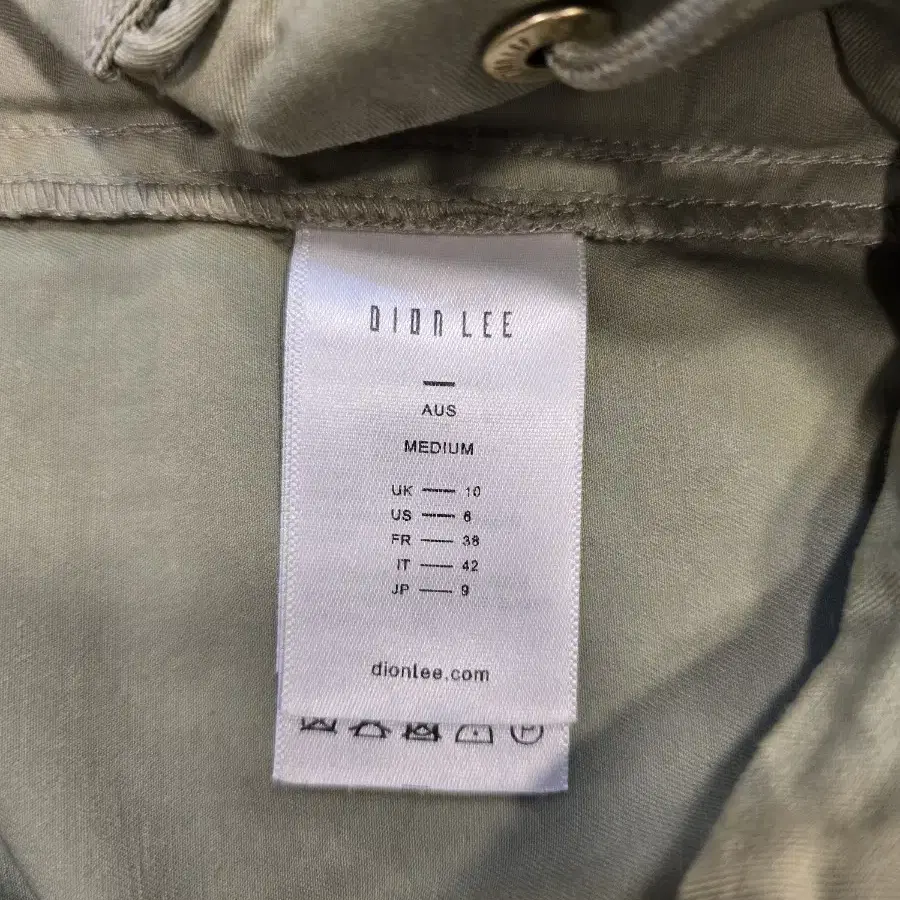 DION LEE
AUS
MEDIUM
UK — 10
US — 6
FR — 38
IT — 42
JP — 9
dionlee.com
P